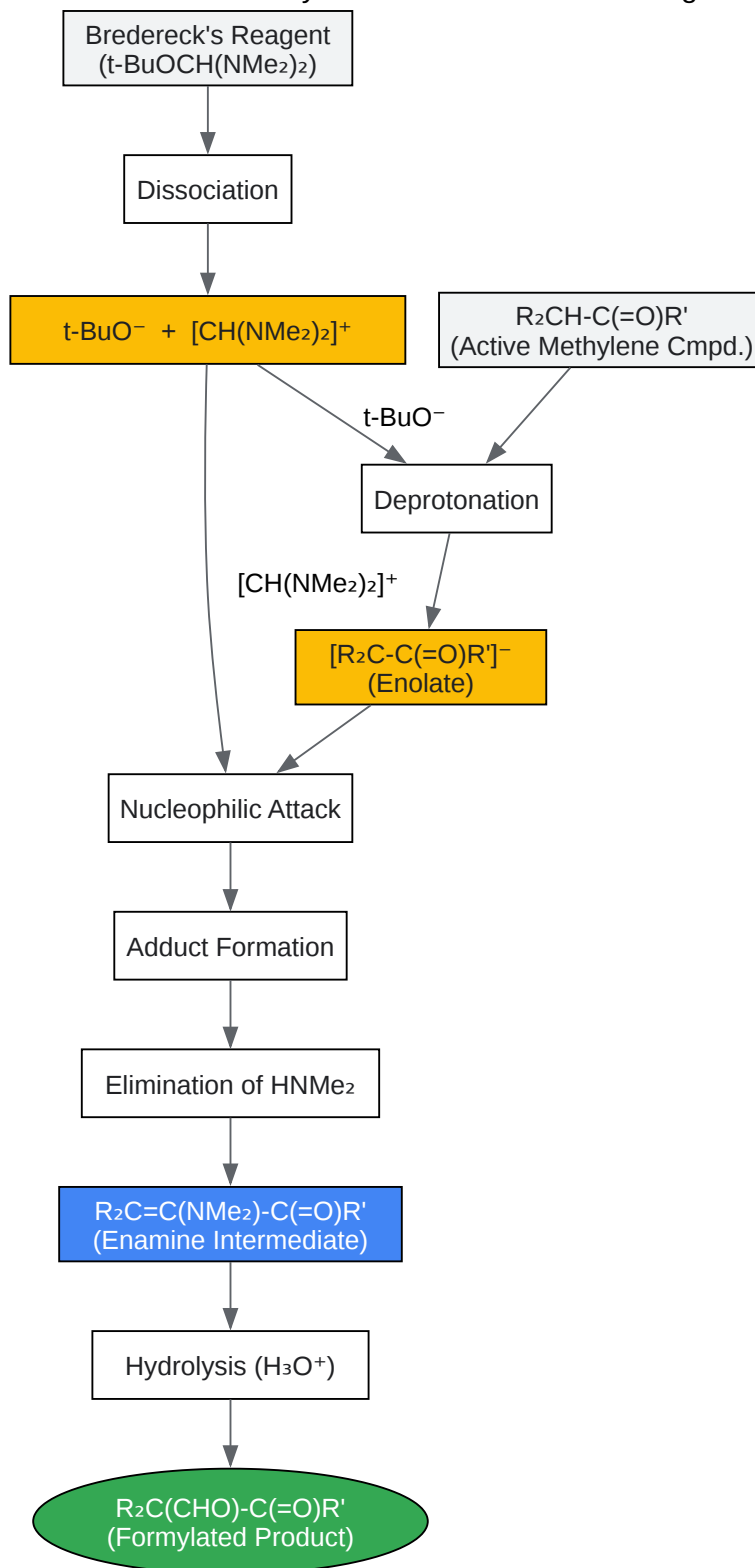 Bredereck's Reagent
(t-BuOCH(NMe₂)₂)
Dissociation
t-BuO⁻ + [CH(NMe₂)₂]⁺
R₂CH-C(=O)R'
(Active Methylene Cmpd.)
t-BuO⁻
Deprotonation
[CH(NMe₂)₂]⁺
[R₂C-C(=O)R']⁻
(Enolate)
Nucleophilic Attack
Adduct Formation
Elimination of HNMe₂
R₂C=C(NMe₂)-C(=O)R'
(Enamine Intermediate)
Hydrolysis (H₃O⁺)
R₂C(CHO)-C(=O)R'
(Formylated Product)